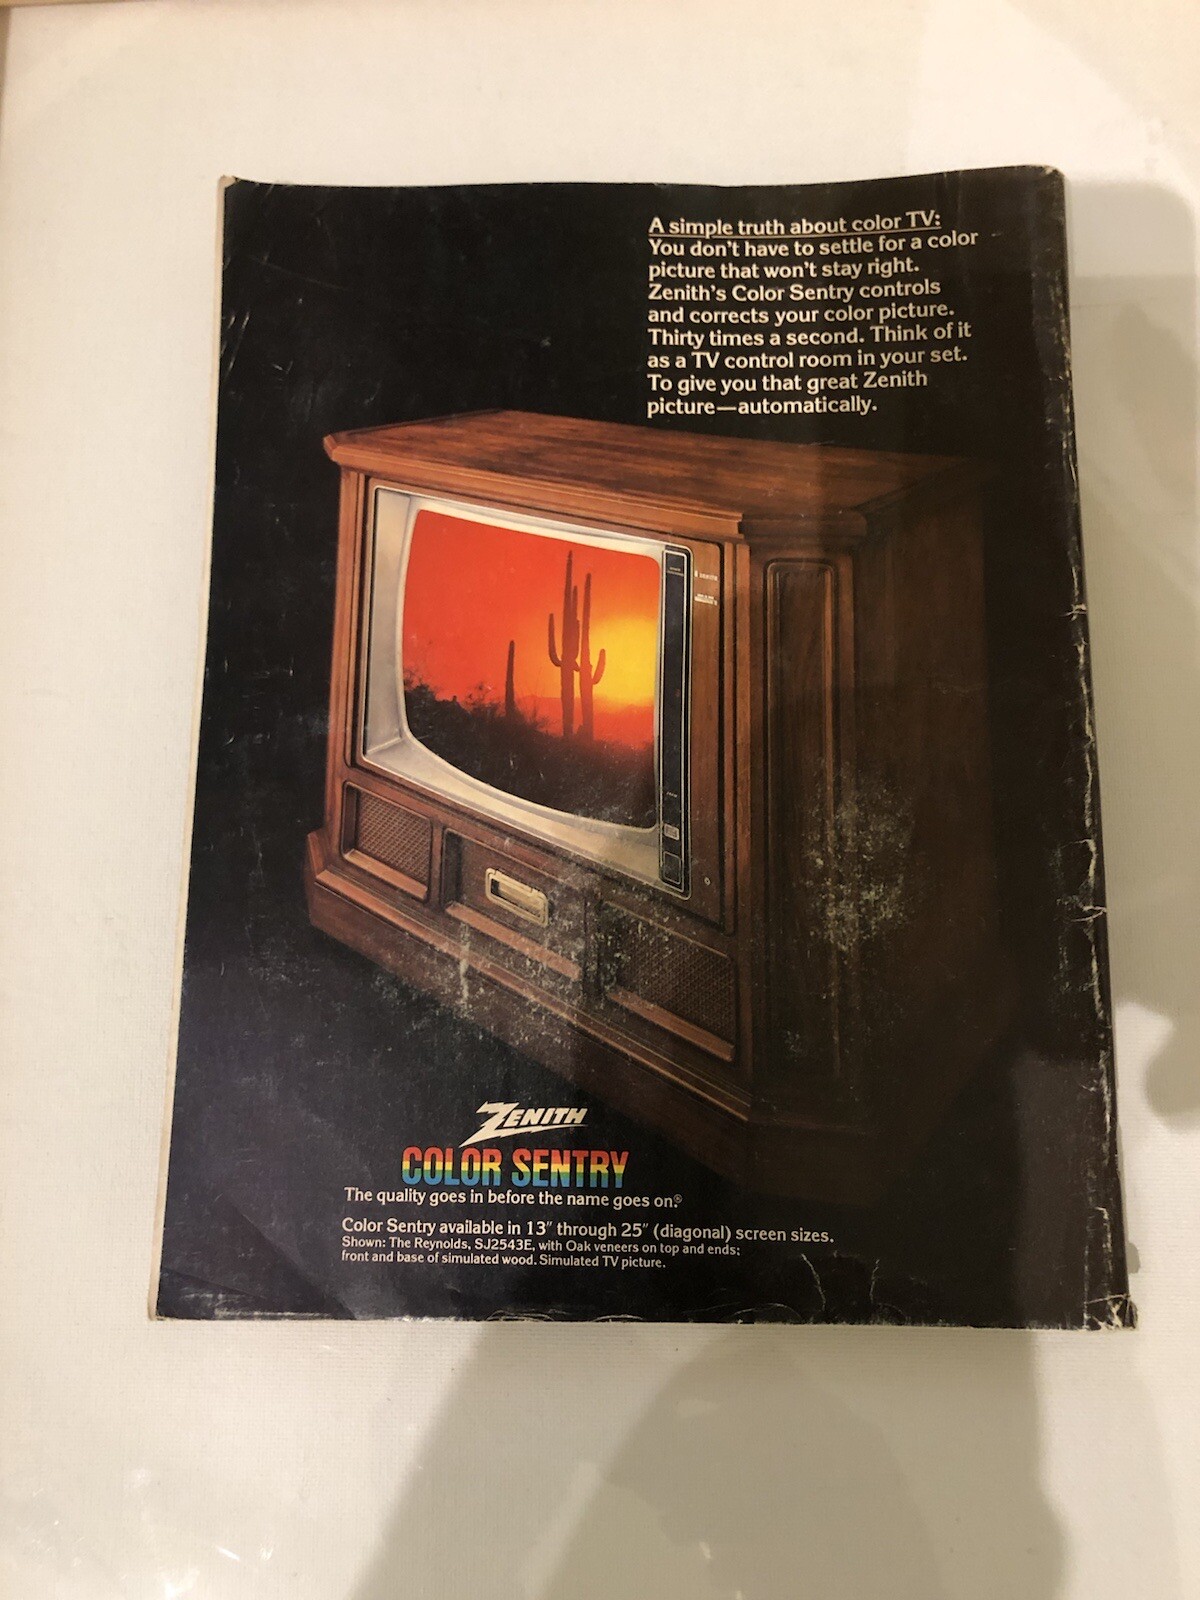 A simple truth about color TV:
You don't have to settle for a color
picture that won't stay right.
Zenith's Color Sentry controls
and corrects your color picture.
Thirty times a second. Think of it
as a TV control room in your set.
To give you that great Zenith
picture—automatically.
ZENITH
ZENITH
COLOR SENTRY
The quality goes in before the name goes on.®
Color Sentry available in 13" through 25" (diagonal) screen sizes.
Shown: The Reynolds, SJ2543E, with Oak veneers on top and ends;
front and base of simulated wood. Simulated TV picture.